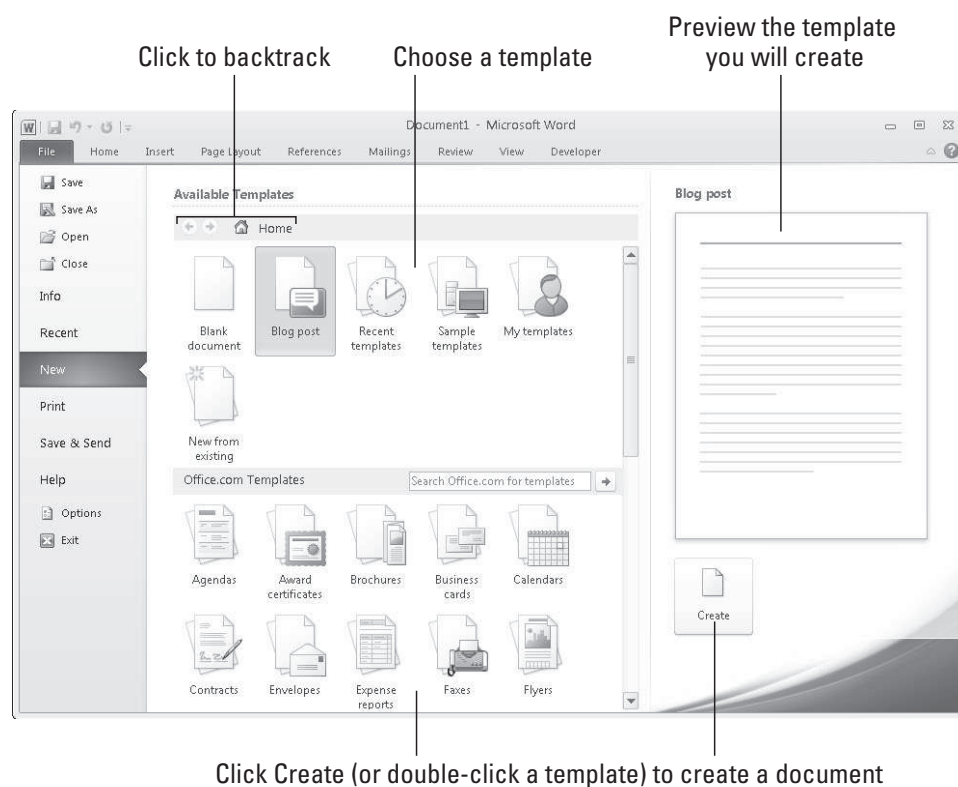 Preview the template
you will create
Click to backtrack
Choose a template
W
Document1 - Microsoft Word
File Home Insert Page Layout References Mailings Review View Developer
Save
Save As
Open
Close
Info
Recent
New
Print
Save & Send
Help
Options
Exit
Available Templates
Home
Blank
document
Blog post
Recent
templates
Sample
templates
My templates
New from
existing
Office.com Templates
Search Office.com for templates
Agendas
Award
certificates
Brochures
Business
cards
Calendars
Contracts
Envelopes
Expense
reports
Faxes
Flyers
Blog post
Create
Click Create (or double-click a template) to create a document